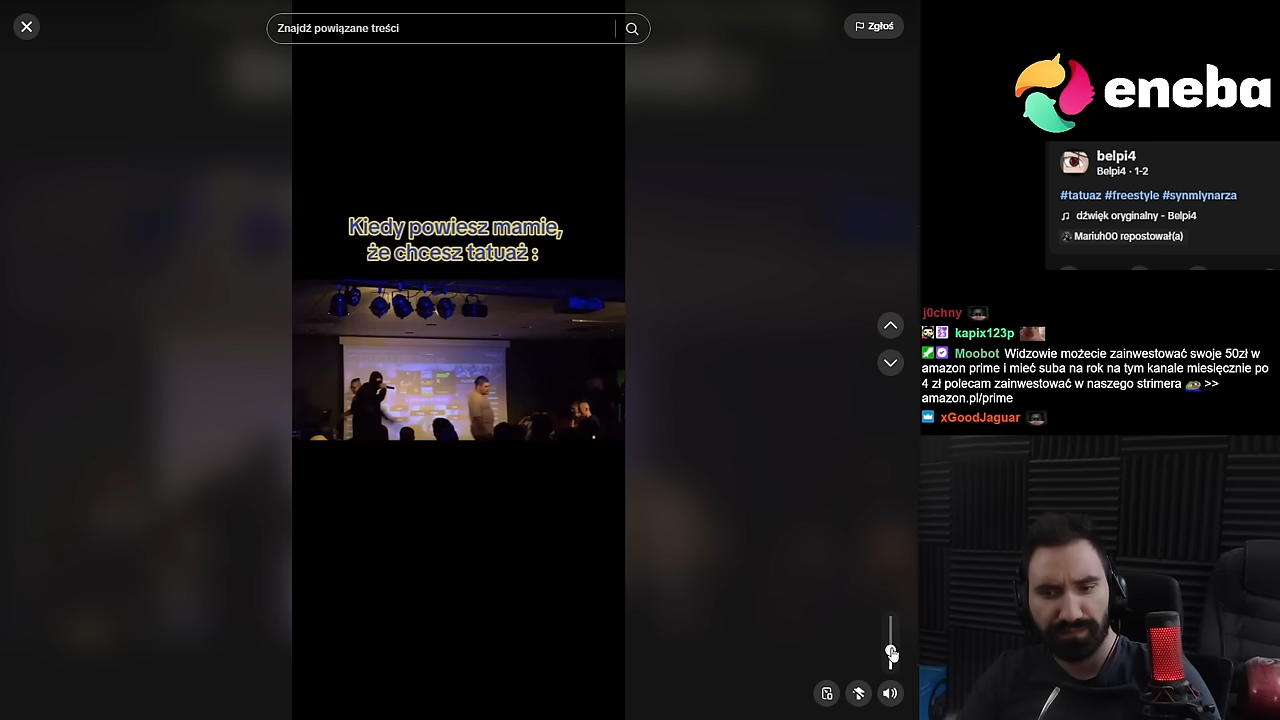 Znajdź powiązane treści
Zgłoś
Kiedy powiesz mamie,
że chcesz tatuaż :
eneba
belpi4
Belpi4 · 1-2
#tatuaz #freestyle #synmlynarza
dźwięk oryginalny - Belpi4
Mariuh00 repostował(a)
j0chny
kapix123p
Moobot Widzowie możecie zainwestować swoje 50zł w
amazon prime i mieć suba na rok na tym kanale miesięcznie po
4 zł polecam zainwestować w naszego strimera >>
amazon.pl/prime
xGoodJaguar